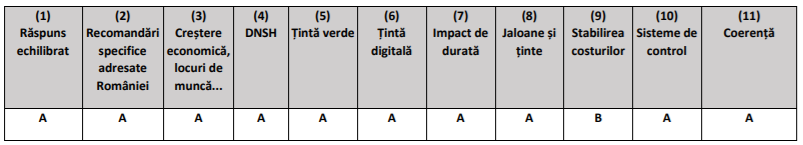 (1) (2) (3) (4) (5) (6) (7) (8) (9) (10) (11)
Răspuns Recomandări Creștere DNSH Țintă verde Țintă Impact de Jaloane și Stabilirea Sisteme de Coerență
echilibrat specifice economică, digitală durată ținte costurilor control
adresate locuri de
României muncă...
A A A A A A A A B A A